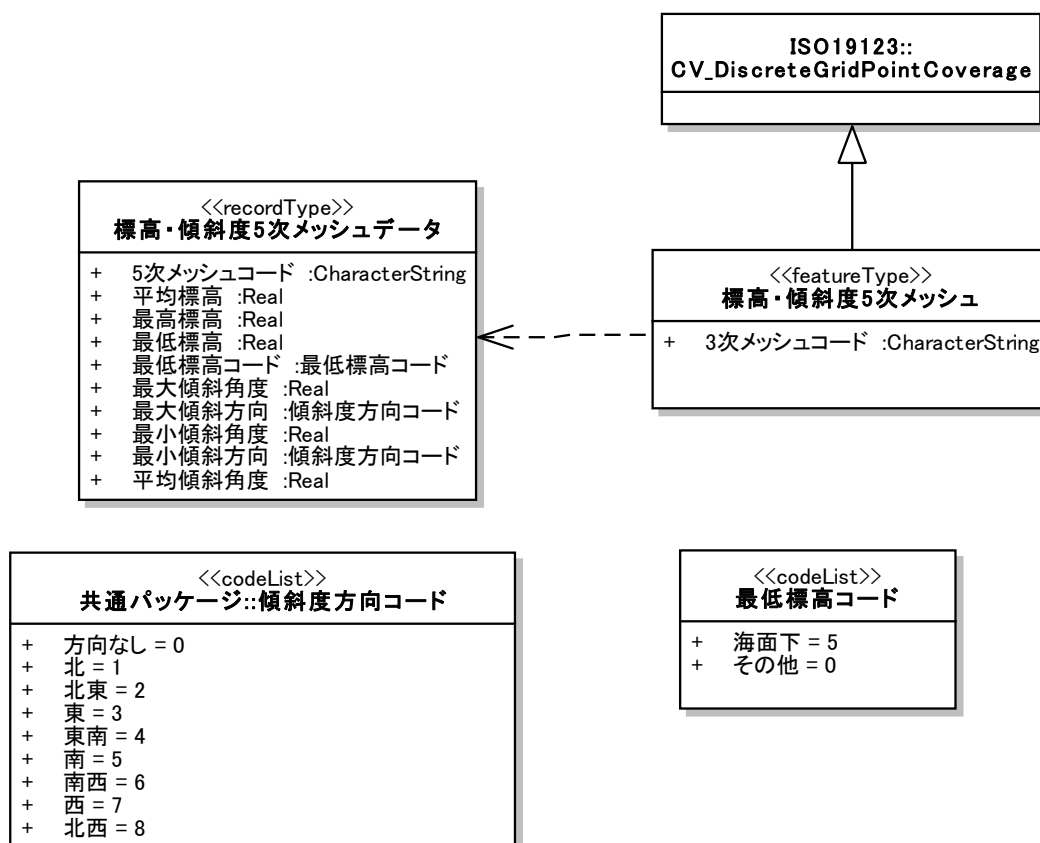 ISO19123::
CV_DiscreteGridPointCoverage
<<recordType>>
標高・傾斜度5次メッシュデータ
+ 5次メッシュコード :CharacterString
+ 平均標高 :Real
+ 最高標高 :Real
+ 最低標高 :Real
+ 最低標高コード :最低標高コード
+ 最大傾斜角度 :Real
+ 最大傾斜方向 :傾斜度方向コード
+ 最小傾斜角度 :Real
+ 最小傾斜方向 :傾斜度方向コード
+ 平均傾斜角度 :Real
<<featureType>>
標高・傾斜度5次メッシュ
+ 3次メッシュコード :CharacterString
<<codeList>>
共通パッケージ::傾斜度方向コード
+ 方向なし = 0
+ 北 = 1
+ 北東 = 2
+ 東 = 3
+ 東南 = 4
+ 南 = 5
+ 南西 = 6
+ 西 = 7
+ 北西 = 8
<<codeList>>
最低標高コード
+ 海面下 = 5
+ その他 = 0